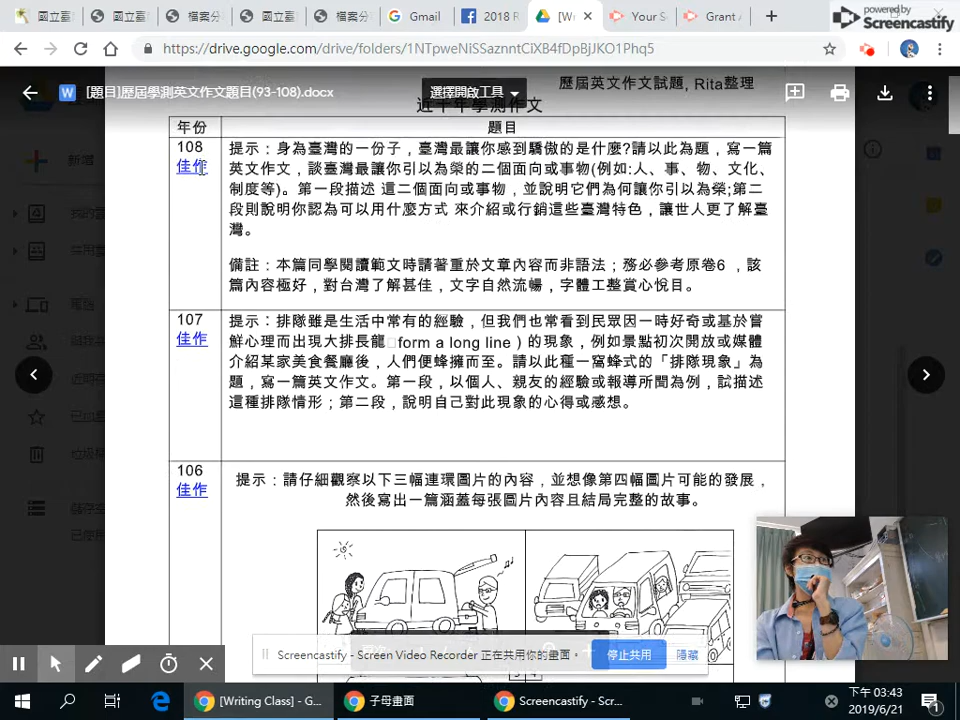 國立臺
國立臺
檔案分
國立臺
檔案分
Gmail
2018 R
[W
Your S
Grant A
powered by
Screencastify
https://drive.google.com/drive/folders/1NTpweNiSSazntCiXB4fDpBjJKO1Phq5
[題目]歷屆學測英文作文題目(93-108).docx
選擇開啟工具
歷屆英文作文試題, Rita整理
近十年學測作文
年份
題目
108
佳作
提示：身為臺灣的一份子，臺灣最讓你感到驕傲的是什麼?請以此為題，寫一篇
英文作文，談臺灣最讓你引以為榮的二個面向或事物(例如:人、事、物、文化、
制度等)。第一段描述 這二個面向或事物，並說明它們為何讓你引以為榮;第二
段則說明你認為可以用什麼方式 來介紹或行銷這些臺灣特色，讓世人更了解臺
灣。
備註：本篇同學閱讀範文時請著重於文章內容而非語法；務必參考原卷6 ，該
篇內容極好，對台灣了解甚佳，文字自然流暢，字體工整賞心悅目。
107
佳作
提示：排隊雖是生活中常有的經驗，但我們也常看到民眾因一時好奇或基於嘗
鮮心理而出現大排長龍□form a long line）的現象，例如景點初次開放或媒體
介紹某家美食餐廳後，人們便蜂擁而至。請以此種一窩蜂式的「排隊現象」為
題，寫一篇英文作文。第一段，以個人、親友的經驗或報導所聞為例，試描述
這種排隊情形；第二段，說明自己對此現象的心得或感想。
106
佳作
提示：請仔細觀察以下三幅連環圖片的內容，並想像第四幅圖片可能的發展，
然後寫出一篇涵蓋每張圖片內容且結局完整的故事。
Screencastify - Screen Video Recorder 正在共用你的畫面。
停止共用
隱藏
[Writing Class] - G...
子母畫面
Screencastify - Scr...
下午 03:43
2019/6/21
1